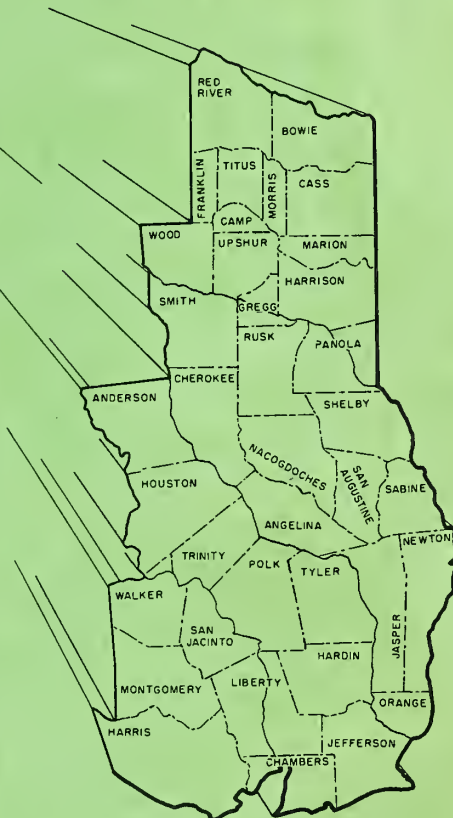 RED
RIVER
BOWIE
FRANKLIN
TITUS
MORRIS
CASS
CAMP
WOOD
UPSHUR
MARION
HARRISON
SMITH
GREGG
RUSK
PANOLA
CHEROKEE
ANDERSON
SHELBY
NACOGDOCHES
SAN
AUGUSTINE
HOUSTON
SABINE
ANGELINA
NEWTON
TRINITY
POLK
TYLER
WALKER
SAN
JACINTO
JASPER
HARDIN
MONTGOMERY
LIBERTY
ORANGE
HARRIS
JEFFERSON
CHAMBERS